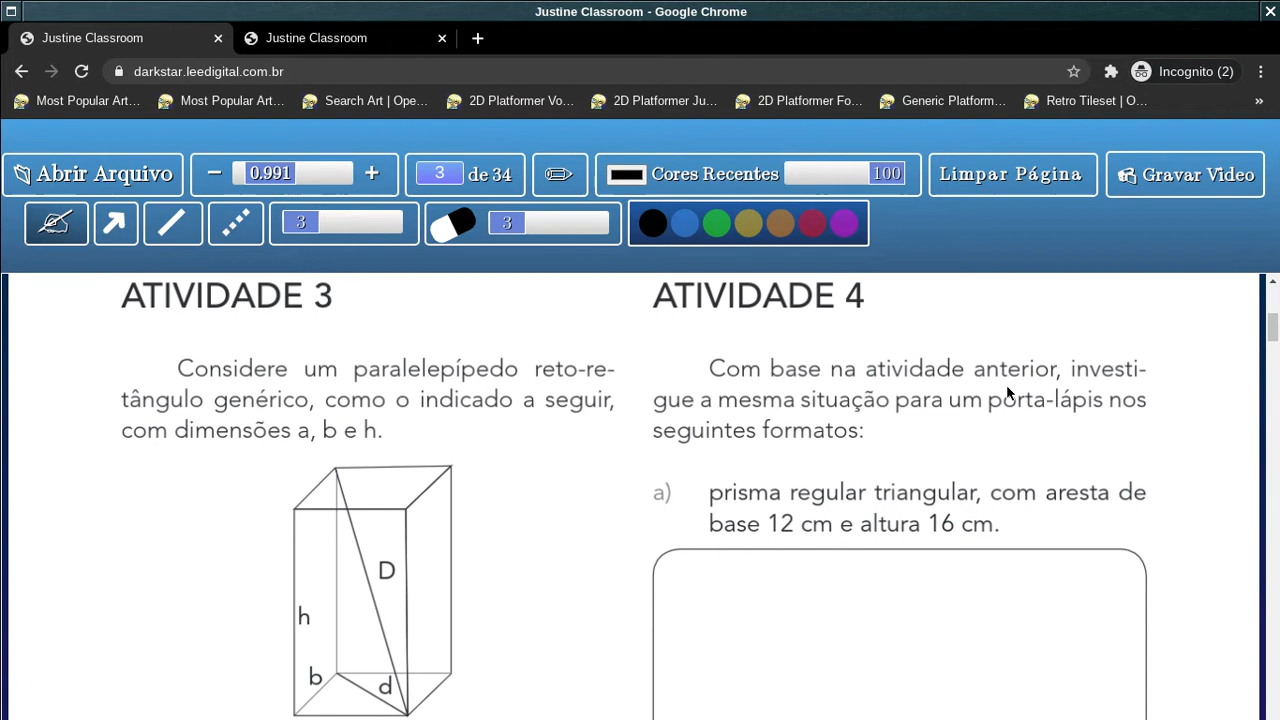 Justine Classroom - Google Chrome
Justine Classroom
Justine Classroom
darkstar.leedigital.com.br
Incognito (2)
Most Popular Art...
Most Popular Art...
Search Art | Ope...
2D Platformer Vo...
2D Platformer Ju...
2D Platformer Fo...
Generic Platform...
Retro Tileset | O...
»
Abrir Arquivo
− 0.991 +
3 de 34
Cores Recentes 100
Limpar Página
Gravar Video
3
3
ATIVIDADE 3
Considere um paralelepípedo reto-re-
tângulo genérico, como o indicado a seguir,
com dimensões a, b e h.
D
h
b
d
ATIVIDADE 4
Com base na atividade anterior, investi-
gue a mesma situação para um porta-lápis nos
seguintes formatos:
a) prisma regular triangular, com aresta de
base 12 cm e altura 16 cm.